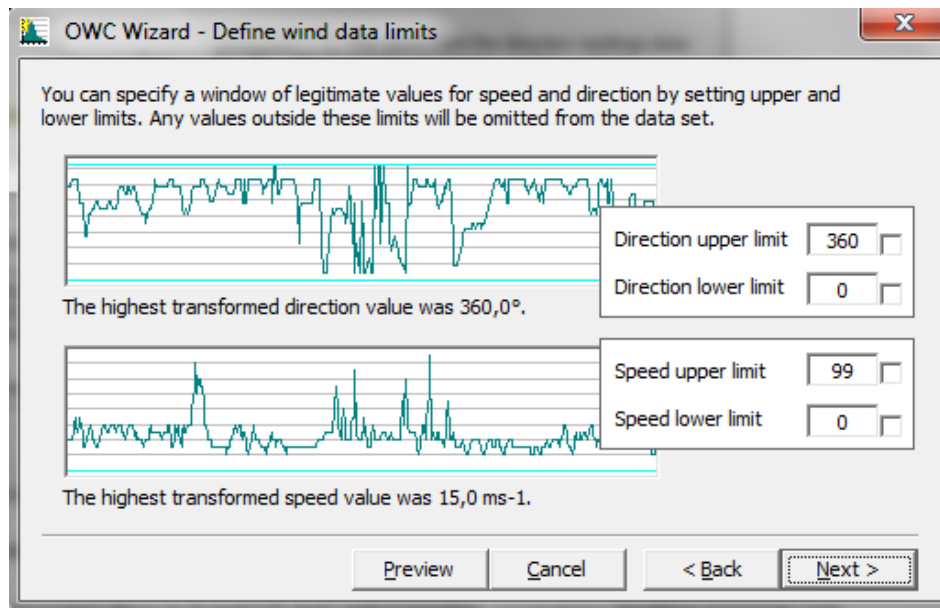 OWC Wizard - Define wind data limits
You can specify a window of legitimate values for speed and direction by setting upper and
lower limits. Any values outside these limits will be omitted from the data set.
Direction upper limit 360
Direction lower limit 0
The highest transformed direction value was 360,0°.
Speed upper limit 99
Speed lower limit 0
The highest transformed speed value was 15,0 ms-1.
Preview Cancel < Back Next >